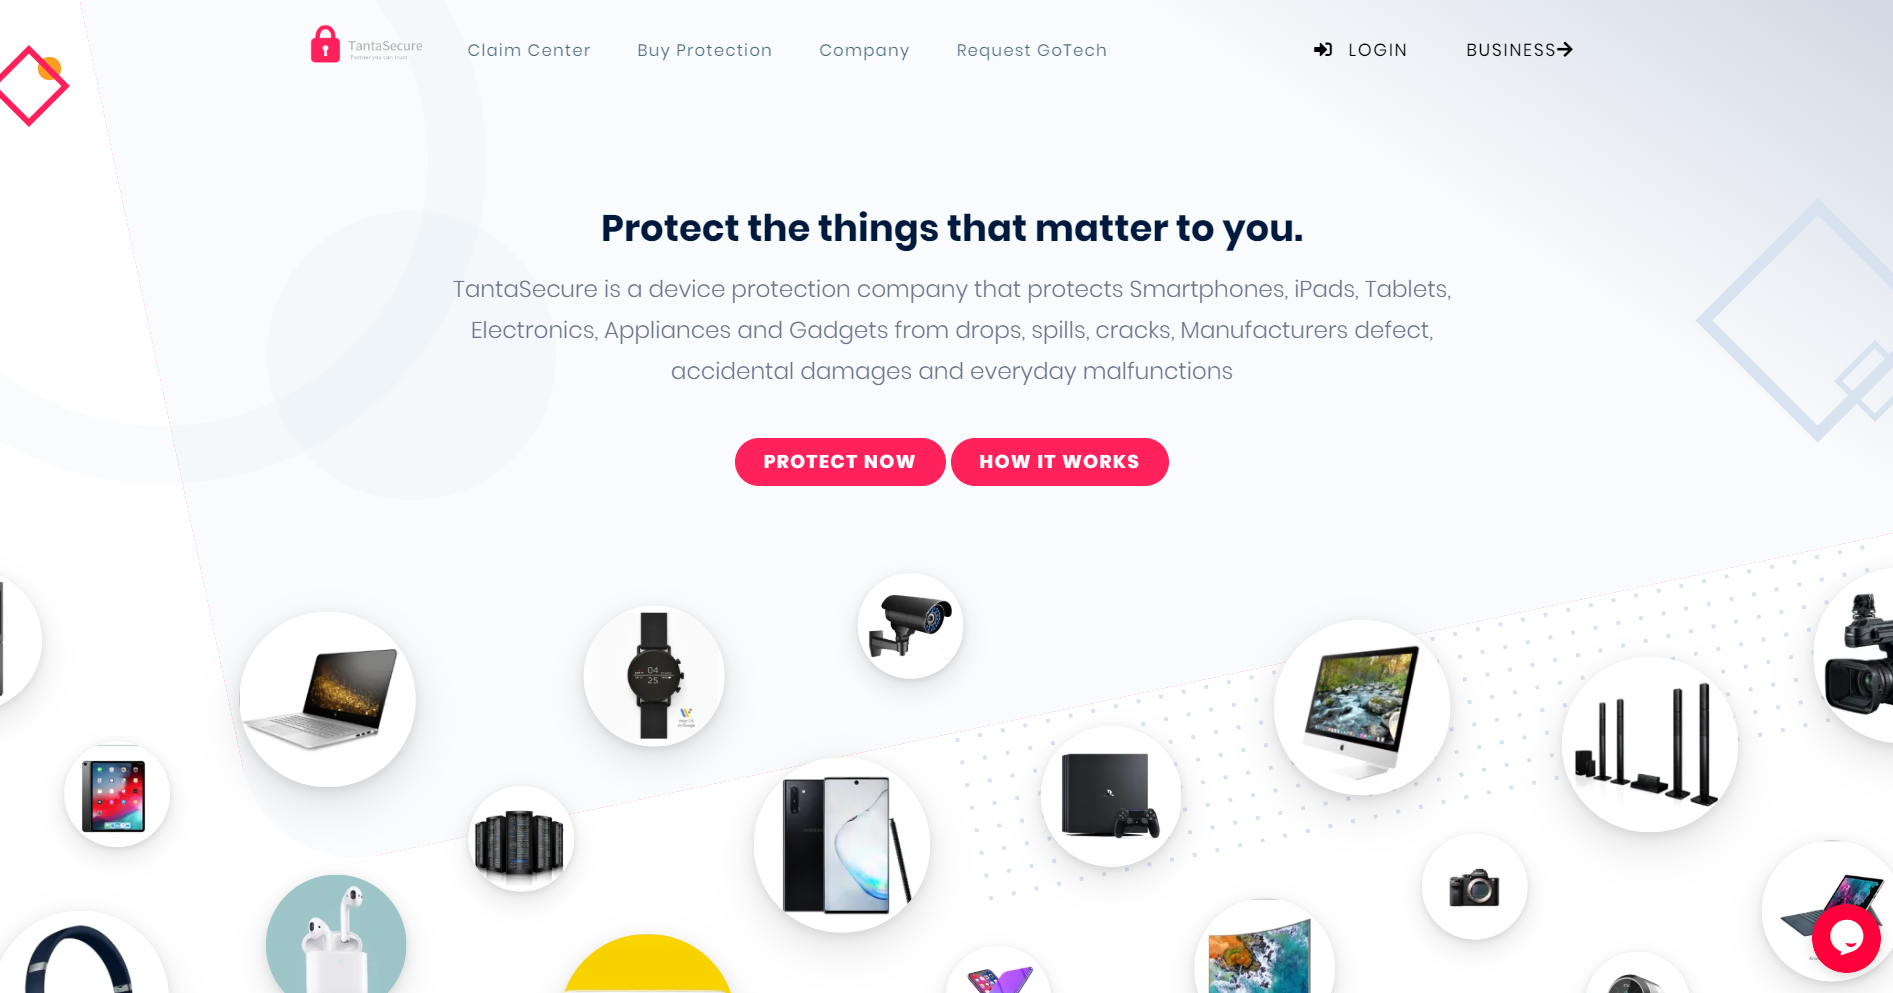 TantaSecure
Partner you can trust
Claim Center
Buy Protection
Company
Request GoTech
LOGIN
BUSINESS
Protect the things that matter to you.
TantaSecure is a device protection company that protects Smartphones, iPads, Tablets,
Electronics, Appliances and Gadgets from drops, spills, cracks, Manufacturers defect,
accidental damages and everyday malfunctions
PROTECT NOW
HOW IT WORKS
04
25